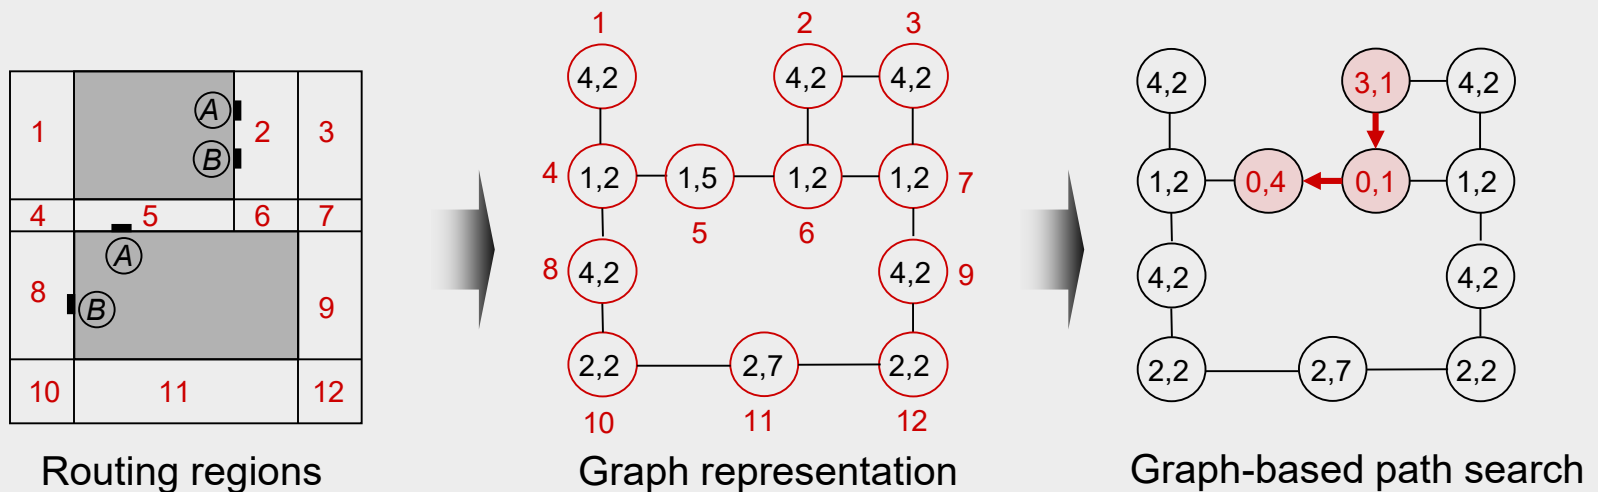 1 2 3
A
B
4 5 6 7
A
8 9
B
10 11 12
Routing regions
1 2 3
4,2 4,2 4,2
4 1,2 1,5 1,2 1,2 7
5 6
8 4,2 4,2 9
2,2 2,7 2,2
10 11 12
Graph representation
4,2 3,1 4,2
1,2 0,4 0,1 1,2
4,2 4,2
2,2 2,7 2,2
Graph-based path search